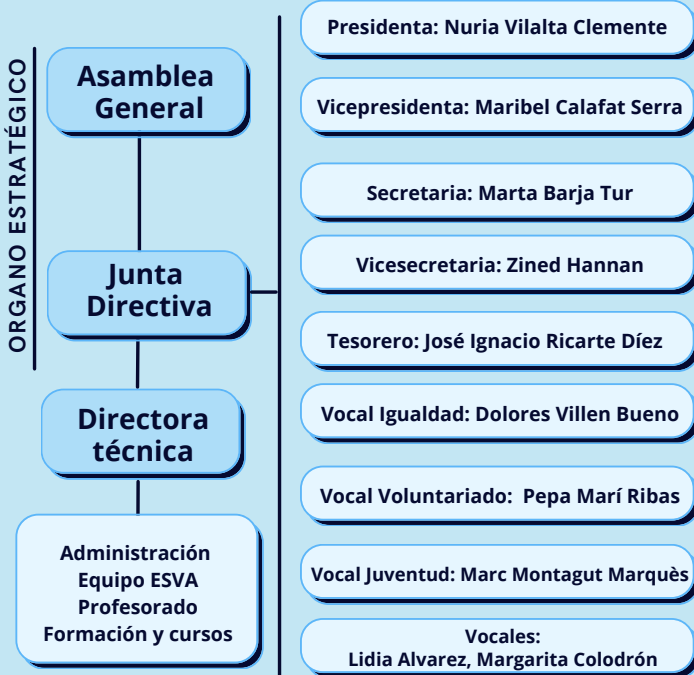 ORGANO ESTRATÉGICO
Asamblea
General
Junta
Directiva
Directora
técnica
Administración
Equipo ESVA
Profesorado
Formación y cursos
Presidenta: Nuria Vilalta Clemente
Vicepresidenta: Maribel Calafat Serra
Secretaria: Marta Barja Tur
Vicesecretaria: Zined Hannan
Tesorero: José Ignacio Ricarte Díez
Vocal Igualdad: Dolores Villen Bueno
Vocal Voluntariado: Pepa Marí Ribas
Vocal Juventud: Marc Montagut Marquès
Vocales:
Lidia Alvarez, Margarita Colodrón